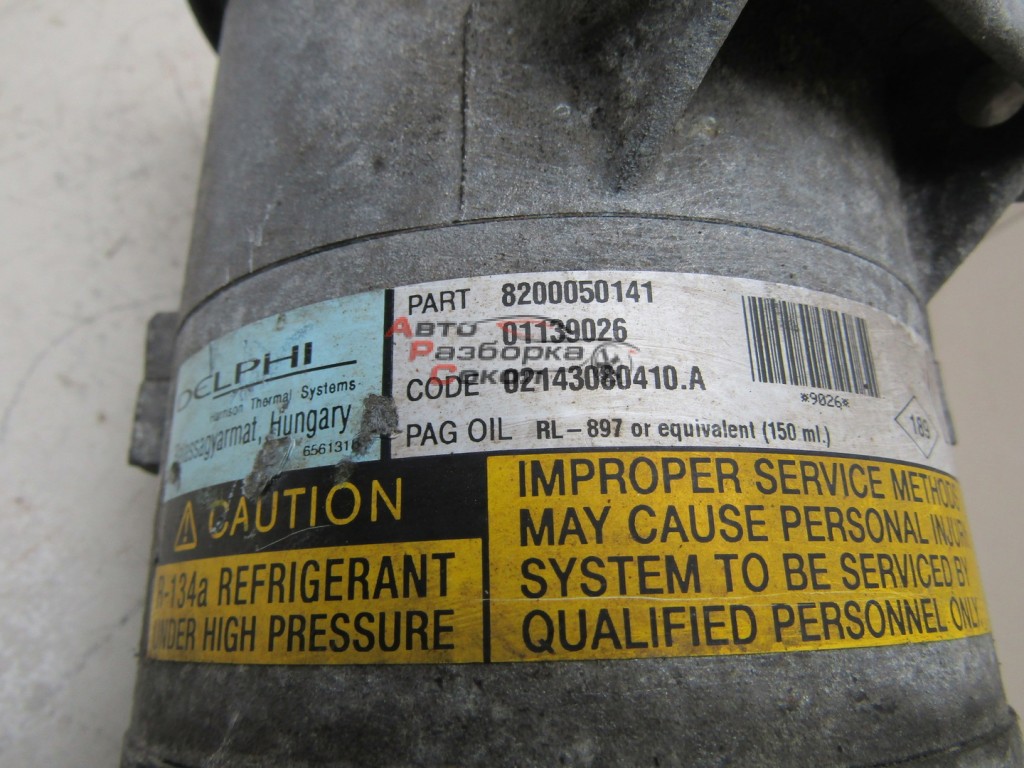 DELPHI
Harrison Thermal Systems
Hungary
PART 8200050141
01139026
CODE 02143080410.A
PAG OIL RL-897 or equivalent (150 ml.)
*9026*
189
Авто
Разборка
CAUTION
R-134a REFRIGERANT
UNDER HIGH PRESSURE
IMPROPER SERVICE METHODS
MAY CAUSE PERSONAL INJURY
SYSTEM TO BE SERVICED BY
QUALIFIED PERSONNEL ONLY